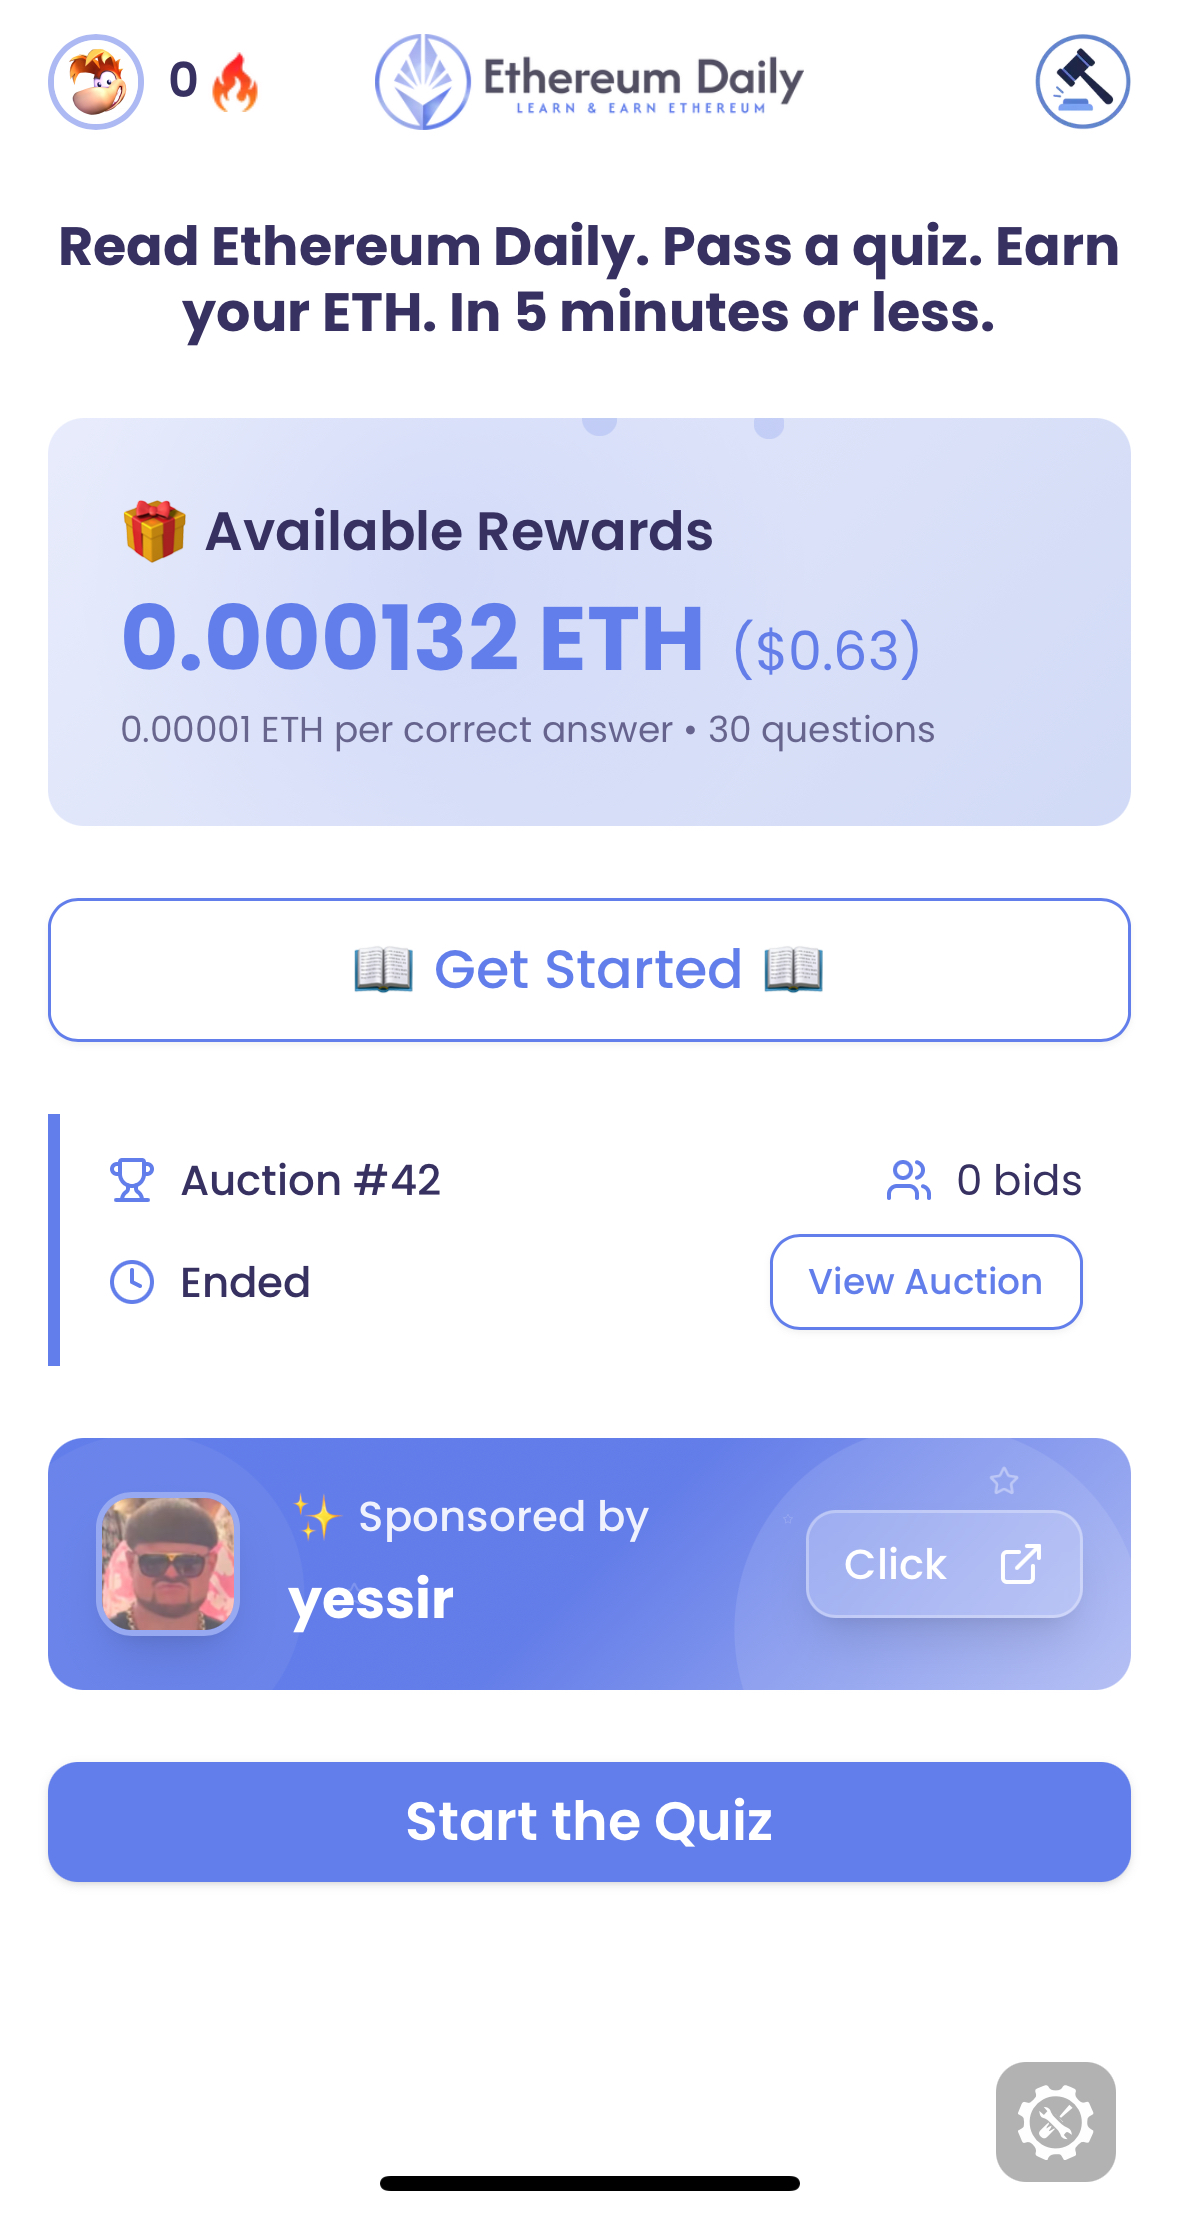 0 🔥
Ethereum Daily
LEARN & EARN ETHEREUM
Read Ethereum Daily. Pass a quiz. Earn
your ETH. In 5 minutes or less.
🎁 Available Rewards
0.000132 ETH ($0.63)
0.00001 ETH per correct answer • 30 questions
📖 Get Started 📖
Auction #42
0 bids
Ended
View Auction
✨ Sponsored by
yessir
Click
Start the Quiz